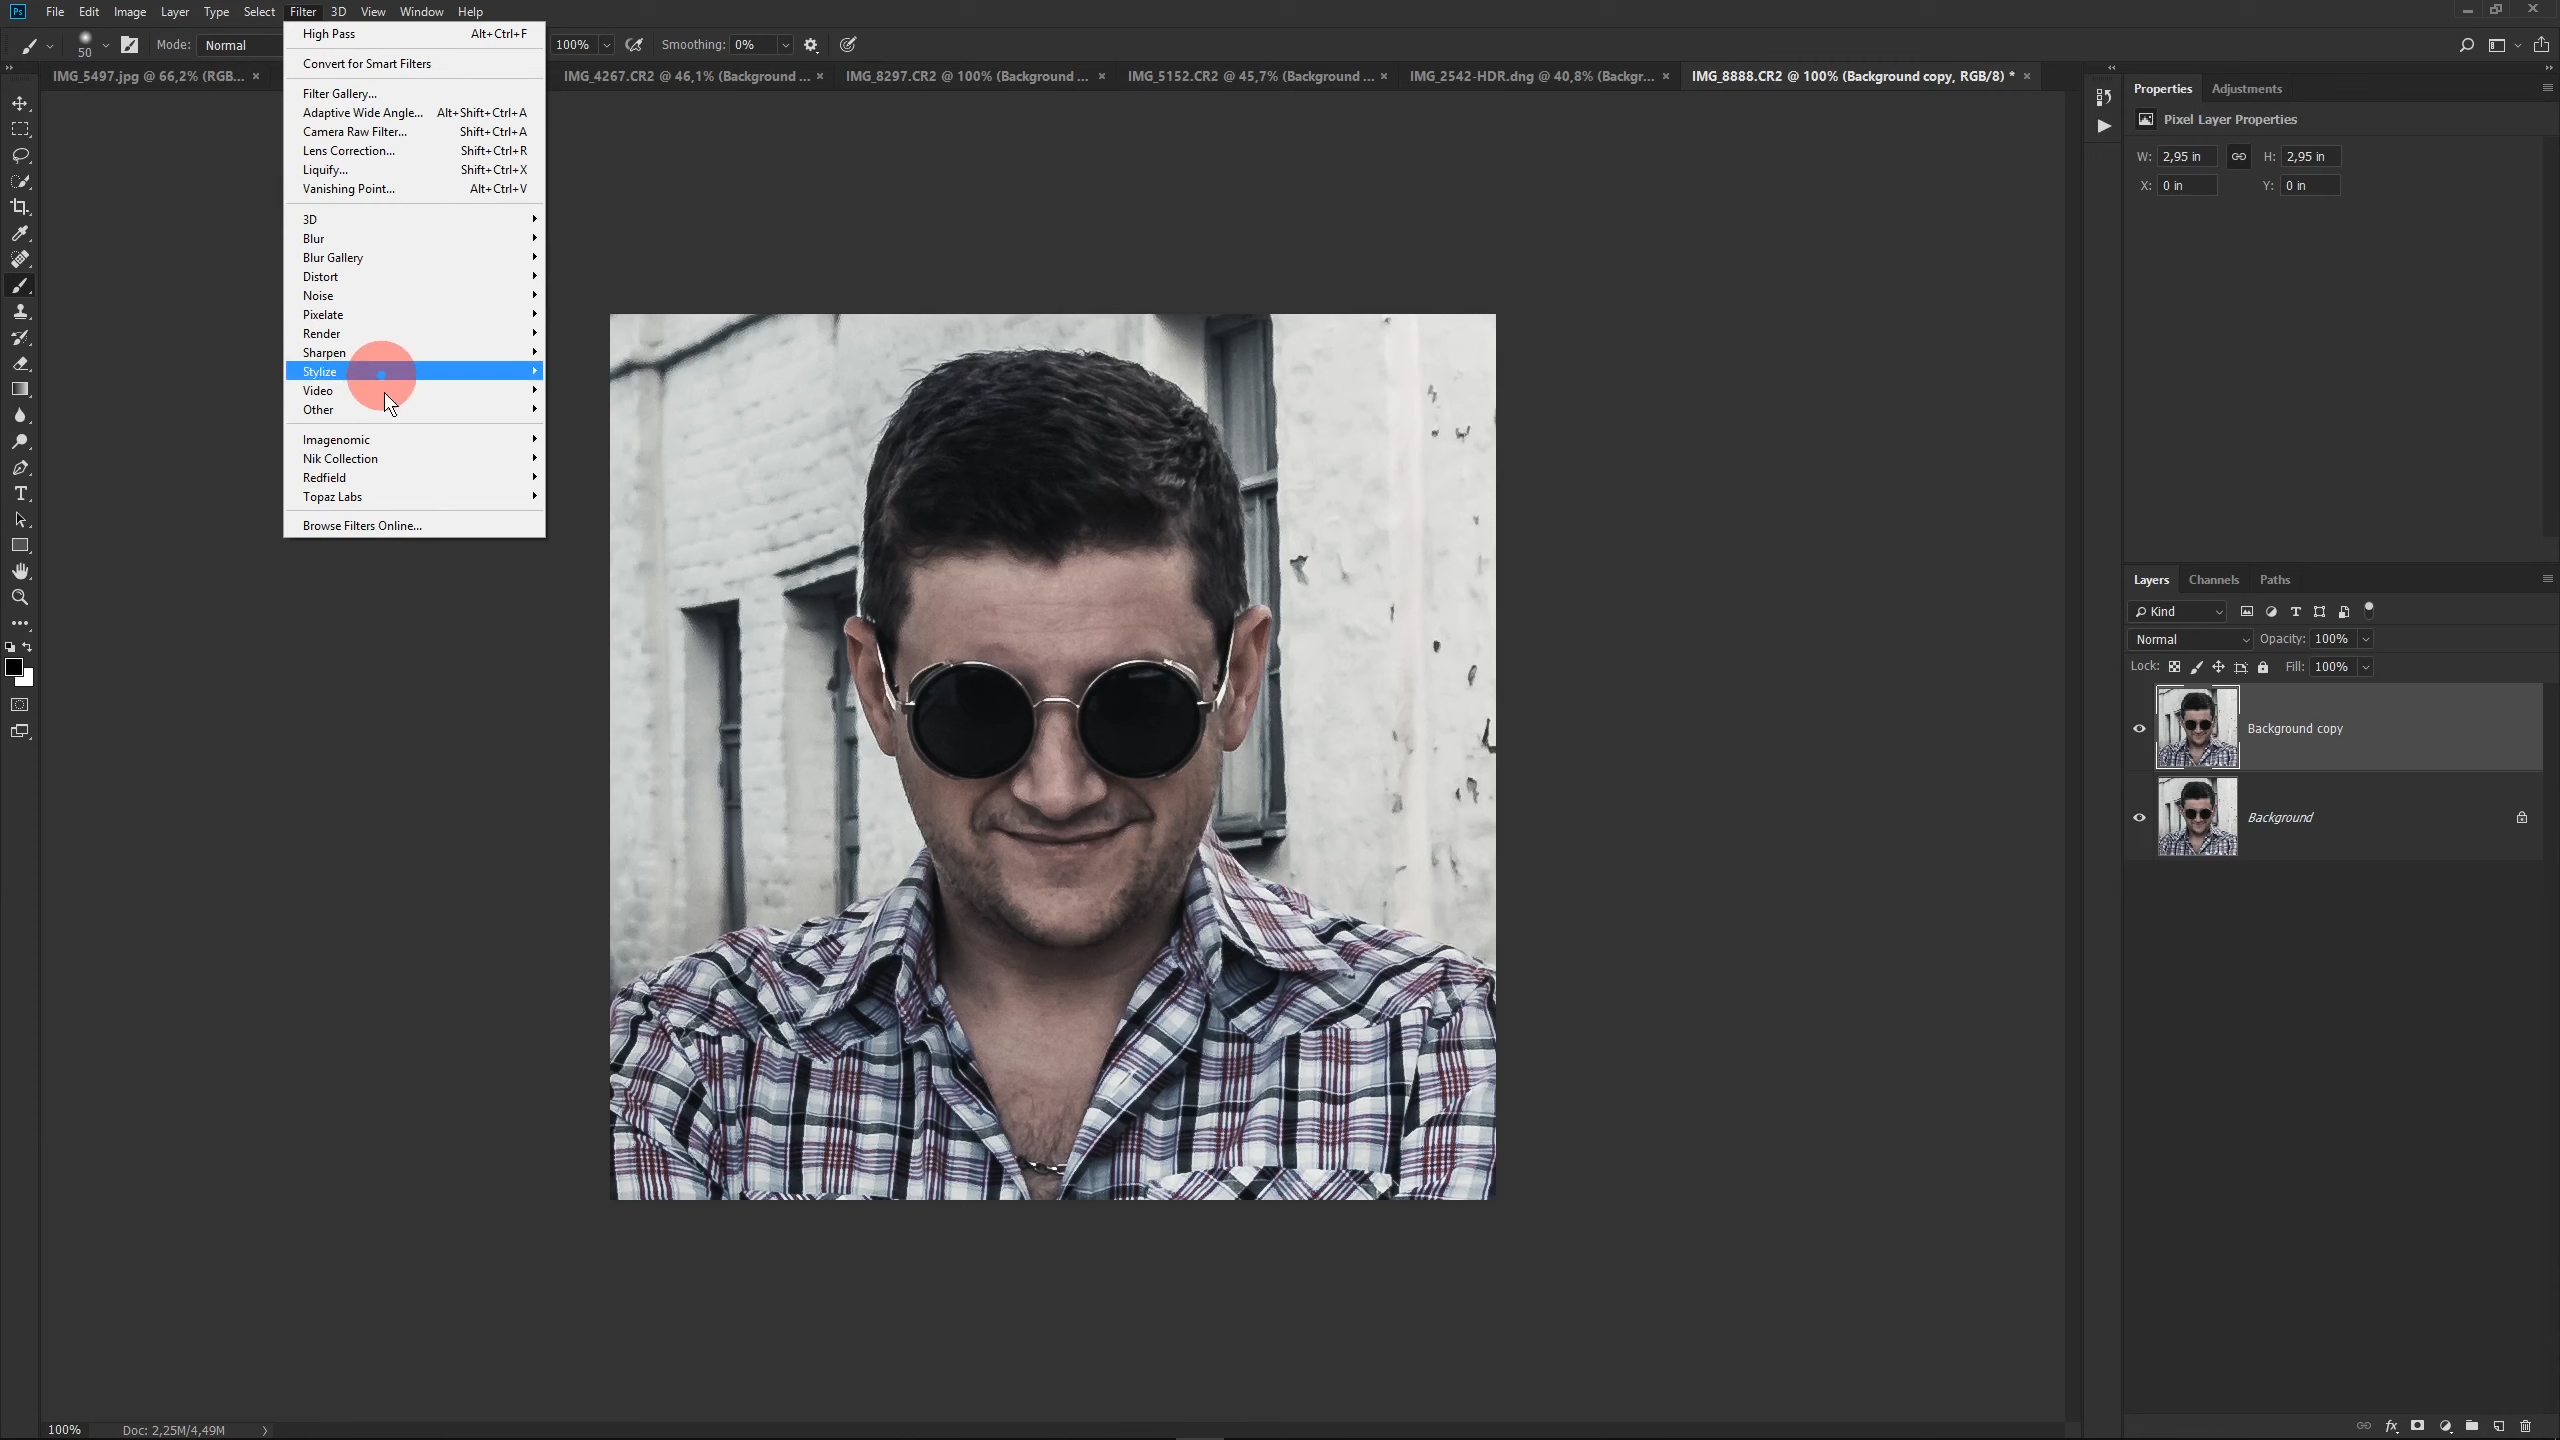 Ps File Edit Image Layer Type Select Filter 3D View Window Help
50 Mode: Normal 100% Smoothing: 0%
IMG_5497.jpg @ 66,2% (RGB... × IMG_4267.CR2 @ 46,1% (Background ... × IMG_8297.CR2 @ 100% (Background ... × IMG_5152.CR2 @ 45,7% (Background ... × IMG_2542-HDR.dng @ 40,8% (Backgr... × IMG_8888.CR2 @ 100% (Background copy, RGB/8) * ×
High Pass Alt+Ctrl+F
Convert for Smart Filters
Filter Gallery...
Adaptive Wide Angle... Alt+Shift+Ctrl+A
Camera Raw Filter... Shift+Ctrl+A
Lens Correction... Shift+Ctrl+R
Liquify... Shift+Ctrl+X
Vanishing Point... Alt+Ctrl+V
3D
Blur
Blur Gallery
Distort
Noise
Pixelate
Render
Sharpen
Stylize
Video
Other
Imagenomic
Nik Collection
Redfield
Topaz Labs
Browse Filters Online...
Properties Adjustments
Pixel Layer Properties
W: 2,95 in H: 2,95 in
X: 0 in Y: 0 in
Layers Channels Paths
Kind
Normal Opacity: 100%
Lock: Fill: 100%
Background copy
Background
fx
100% Doc: 2,25M/4,49M